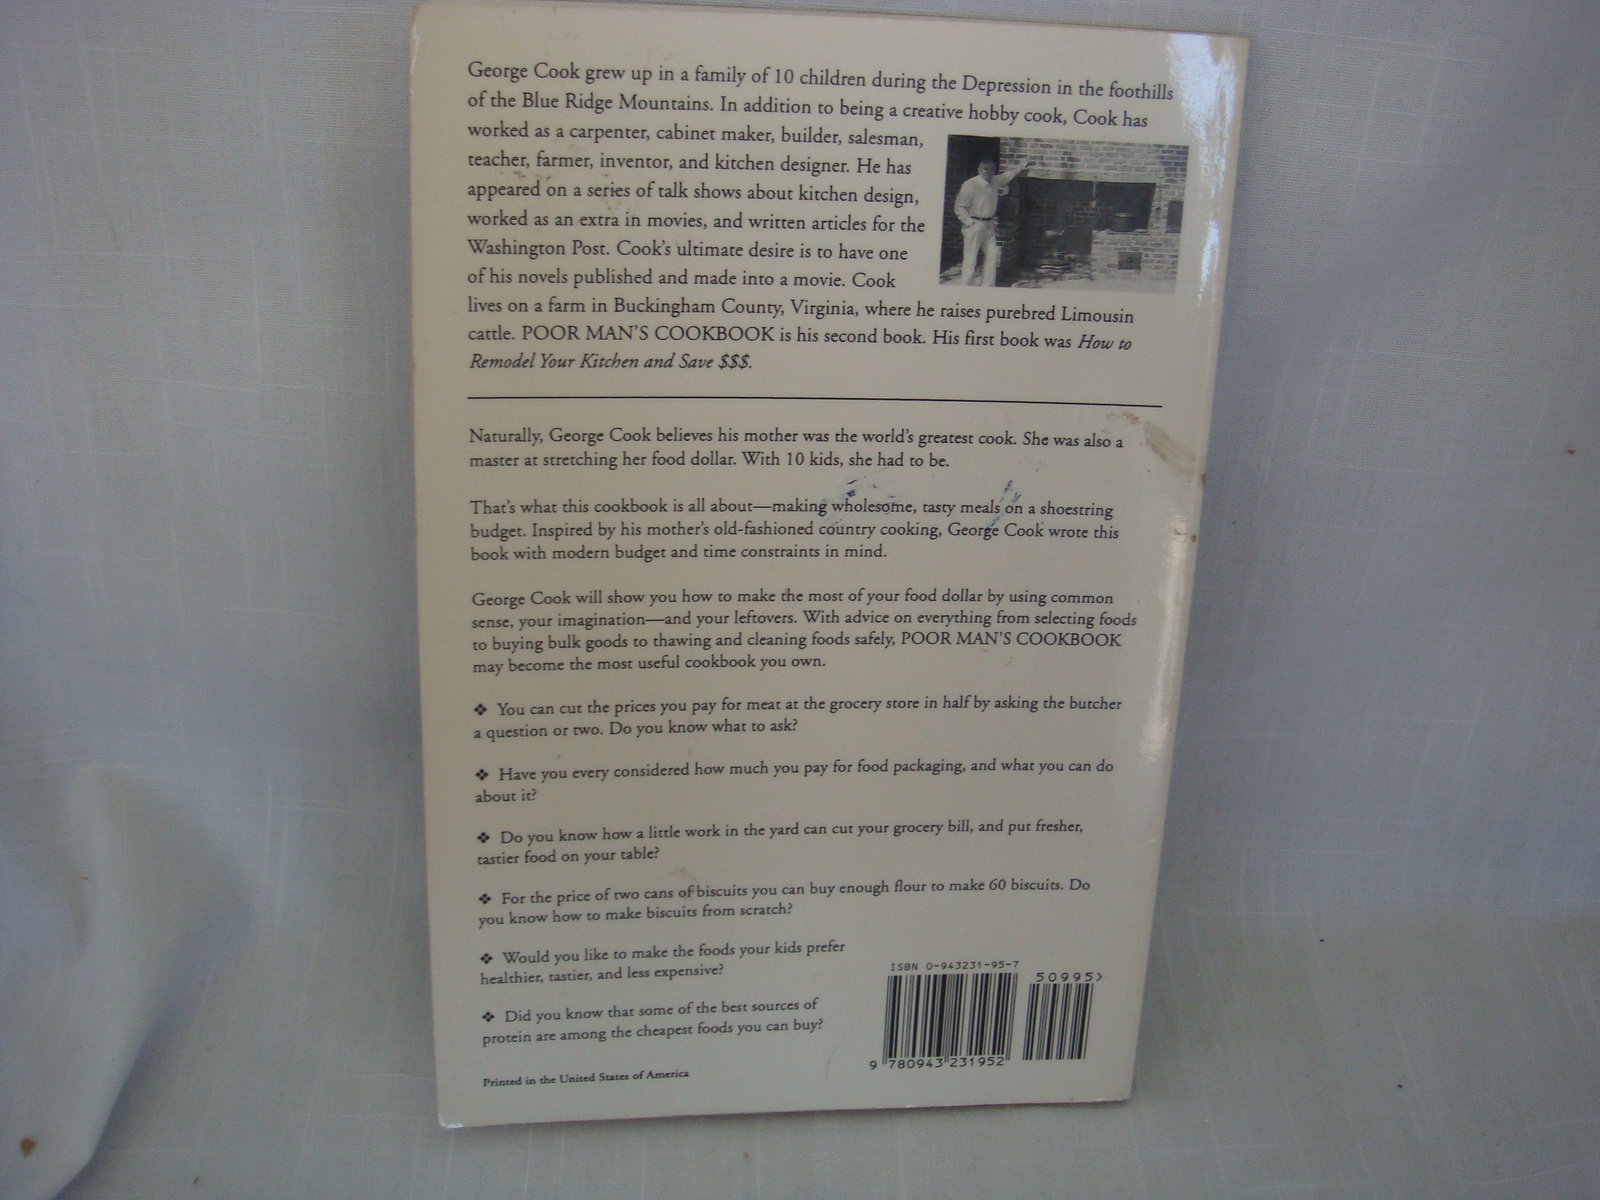 George Cook grew up in a family of 10 children during the Depression in the foothills
of the Blue Ridge Mountains. In addition to being a creative hobby cook, Cook has
worked as a carpenter, cabinet maker, builder, salesman,
teacher, farmer, inventor, and kitchen designer. He has
appeared on a series of talk shows about kitchen design,
worked as an extra in movies, and written articles for the
Washington Post. Cook's ultimate desire is to have one
of his novels published and made into a movie. Cook
lives on a farm in Buckingham County, Virginia, where he raises purebred Limousin
cattle. POOR MAN'S COOKBOOK is his second book. His first book was How to
Remodel Your Kitchen and Save $$$.
Naturally, George Cook believes his mother was the world's greatest cook. She was also a
master at stretching her food dollar. With 10 kids, she had to be.
That's what this cookbook is all about—making wholesome, tasty meals on a shoestring
budget. Inspired by his mother's old-fashioned country cooking, George Cook wrote this
book with modern budget and time constraints in mind.
George Cook will show you how to make the most of your food dollar by using common
sense, your imagination—and your leftovers. With advice on everything from selecting foods
to buying bulk goods to thawing and cleaning foods safely, POOR MAN'S COOKBOOK
may become the most useful cookbook you own.
❖ You can cut the prices you pay for meat at the grocery store in half by asking the butcher
a question or two. Do you know what to ask?
❖ Have you every considered how much you pay for food packaging, and what you can do
about it?
❖ Do you know how a little work in the yard can cut your grocery bill, and put fresher,
tastier food on your table?
❖ For the price of two cans of biscuits you can buy enough flour to make 60 biscuits. Do
you know how to make biscuits from scratch?
❖ Would you like to make the foods your kids prefer
healthier, tastier, and less expensive?
❖ Did you know that some of the best sources of
protein are among the cheapest foods you can buy?
Printed in the United States of America
ISBN 0-943231-95-7
50995>
9 780943 231952